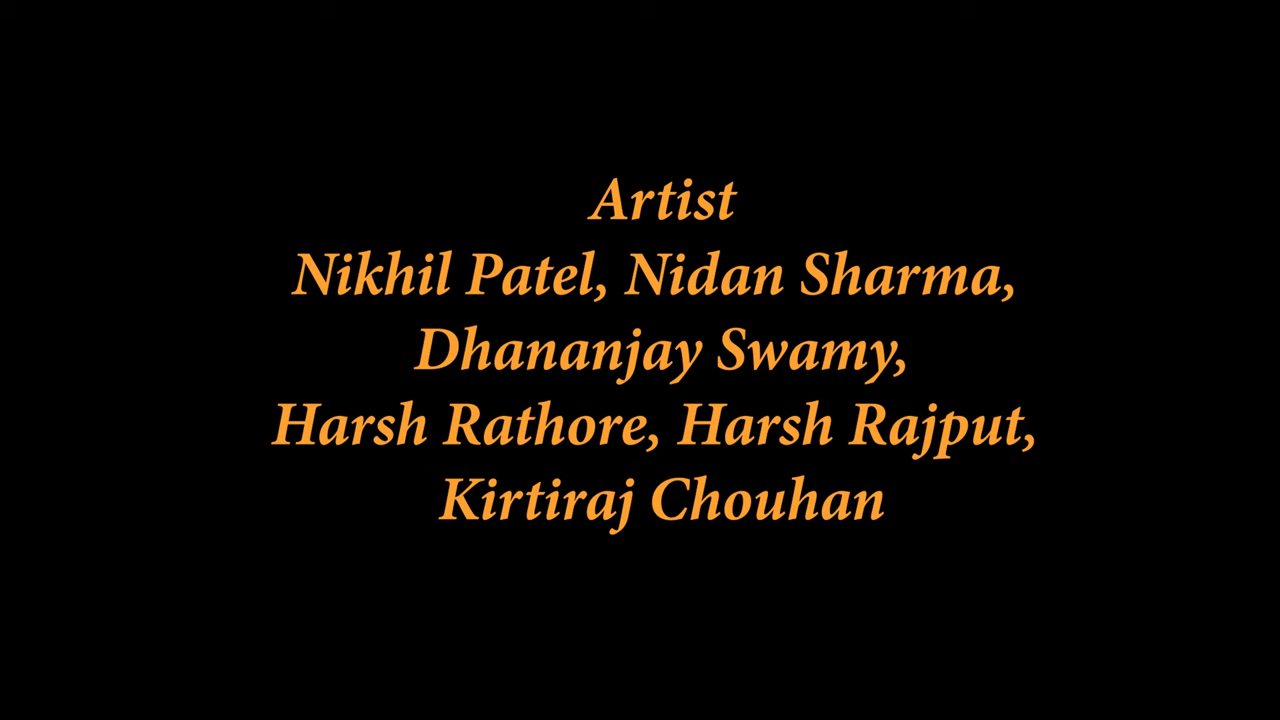 Artist
Nikhil Patel, Nidan Sharma,
Dhananjay Swamy,
Harsh Rathore, Harsh Rajput,
Kirtiraj Chouhan